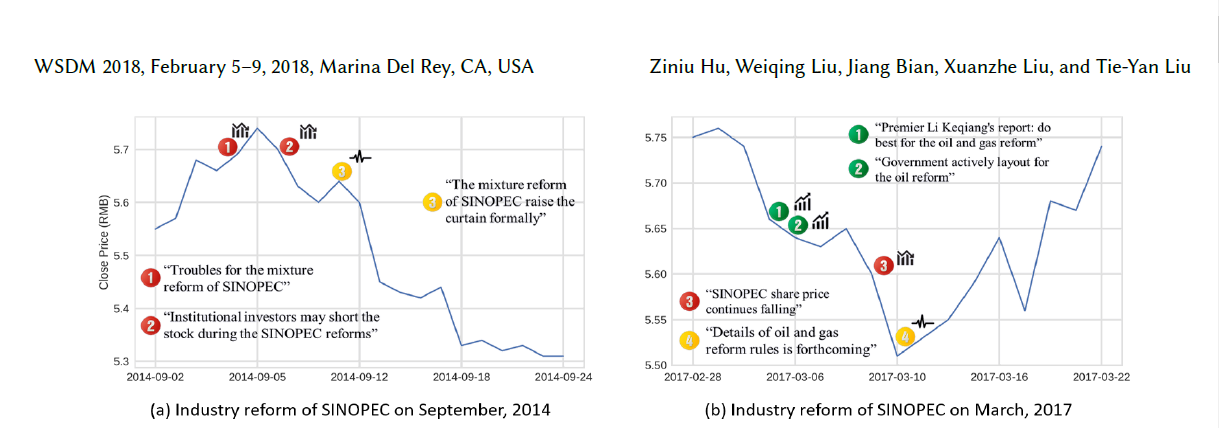 WSDM 2018, February 5–9, 2018, Marina Del Rey, CA, USA
Ziniu Hu, Weiqing Liu, Jiang Bian, Xuanzhe Liu, and Tie-Yan Liu
Close Price (RMB)
5.7
5.6
5.5
5.4
5.3
1
2
3
3 “The mixture reform
of SINOPEC raise the
curtain formally”
1 “Troubles for the mixture
reform of SINOPEC”
2 “Institutional investors may short the
stock during the SINOPEC reforms”
2014-09-02 2014-09-05 2014-09-12 2014-09-18 2014-09-24
(a) Industry reform of SINOPEC on September, 2014
5.75
5.70
5.65
5.60
5.55
5.50
1 “Premier Li Keqiang's report: do
best for the oil and gas reform”
2 “Government actively layout for
the oil reform”
1
2
3
4
3 “SINOPEC share price
continues falling”
4 “Details of oil and gas
reform rules is forthcoming”
2017-02-28 2017-03-06 2017-03-10 2017-03-16 2017-03-22
(b) Industry reform of SINOPEC on March, 2017